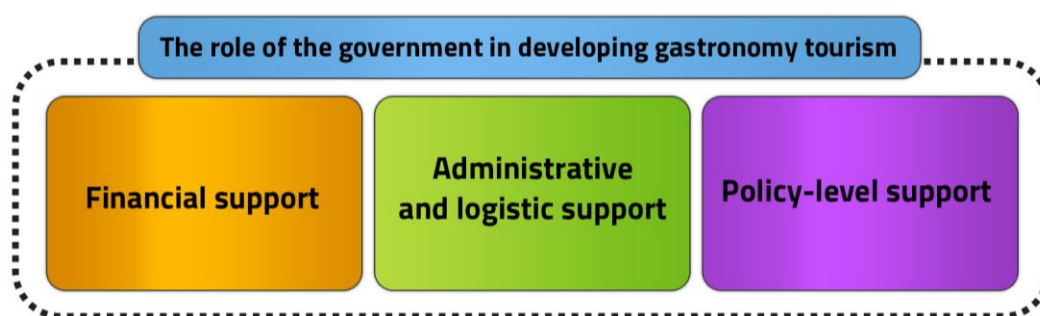 The role of the government in developing gastronomy tourism
Financial support
Administrative
and logistic support
Policy-level support